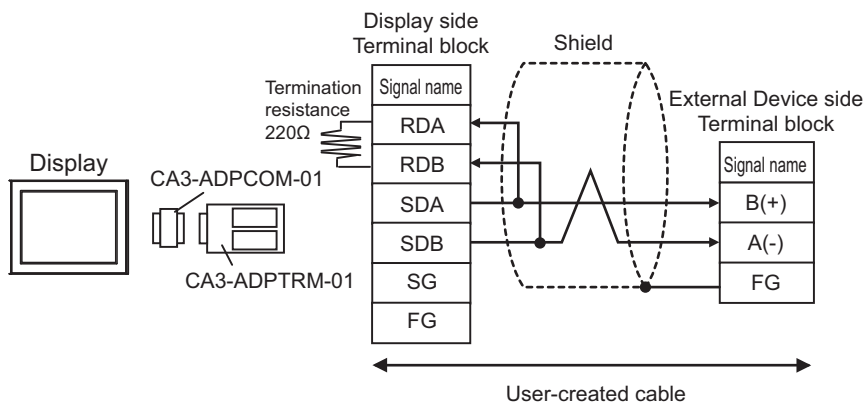 Display side
Terminal block
Shield
Termination
resistance
220Ω
Signal name
RDA
RDB
SDA
SDB
SG
FG
External Device side
Terminal block
Signal name
B(+)
A(-)
FG
Display
CA3-ADPCOM-01
CA3-ADPTRM-01
User-created cable